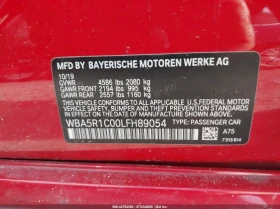 MFD BY BAYERISCHE MOTOREN WERKE AG
10/19
GVWR 4586 lbs 2080 kg
GAWR FRONT 2194 lbs 995 kg
GAWR REAR 2557 lbs 1160 kg
THIS VEHICLE CONFORMS TO ALL APPLICABLE FEDERAL
MOTOR VEHICLE SAFETY, BUMPER, AND THEFT PREVENTION
STANDARDS IN EFFECT ON THE DATE OF MANUFACTURE SHOWN ABOVE.
WBA5R1C00LFH89054 TYPE: PASSENGER CAR
A75